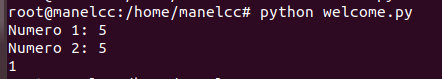 root@manelcc:/home/manelcc# python welcome.py
Numero 1: 5
Numero 2: 5
1